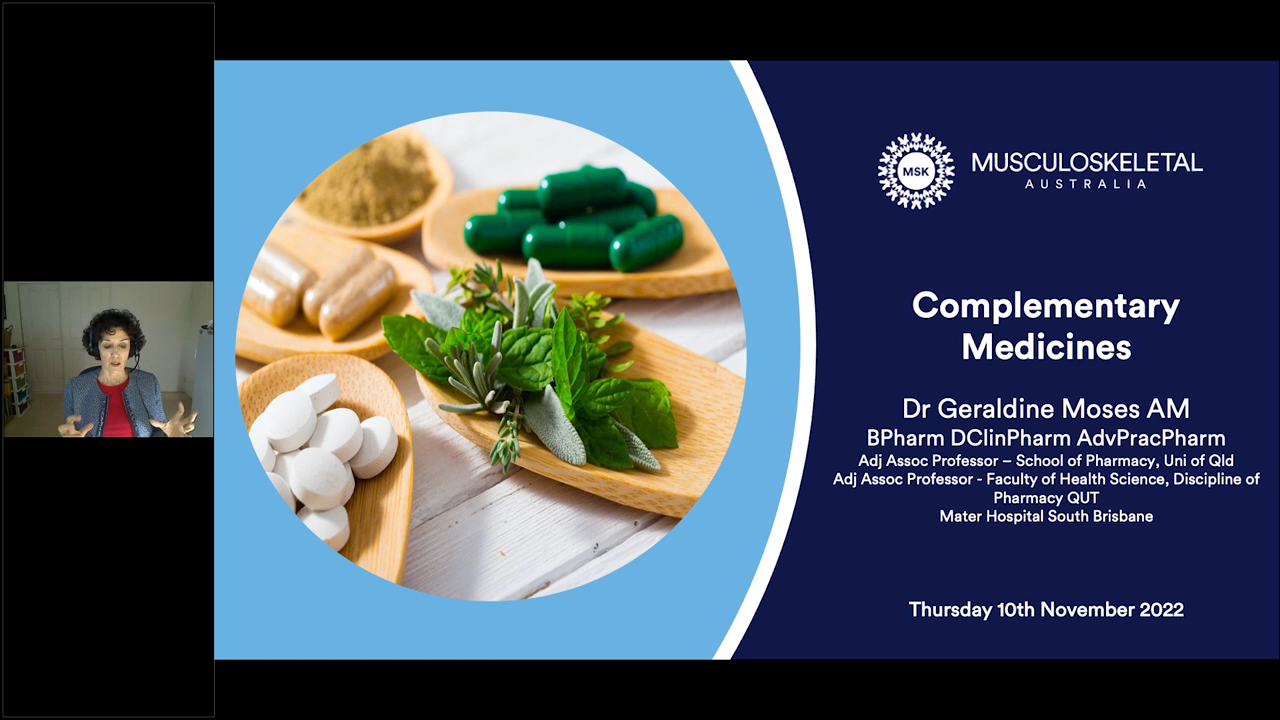 MSK
MUSCULOSKELETAL
AUSTRALIA
Complementary
Medicines
Dr Geraldine Moses AM
BPharm DClinPharm AdvPracPharm
Adj Assoc Professor – School of Pharmacy, Uni of Qld
Adj Assoc Professor - Faculty of Health Science, Discipline of
Pharmacy QUT
Mater Hospital South Brisbane
Thursday 10th November 2022